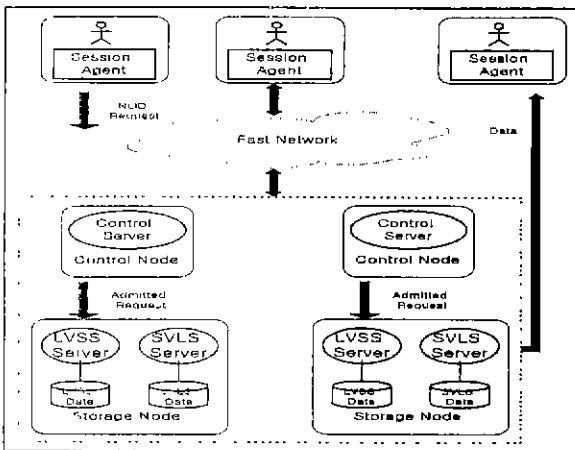 Session
Agent
Session
Agent
Session
Agent
Request
Fast Network
Data
Control
Server
Control Node
Control
Server
Control Node
Admitted
Request
Admitted
Request
LVSS
Server
SVLS
Server
LVSS
Server
SVLS
Server
Data
Data
LVSS
Data
SVLS
Data
Storage Node
Storage Node